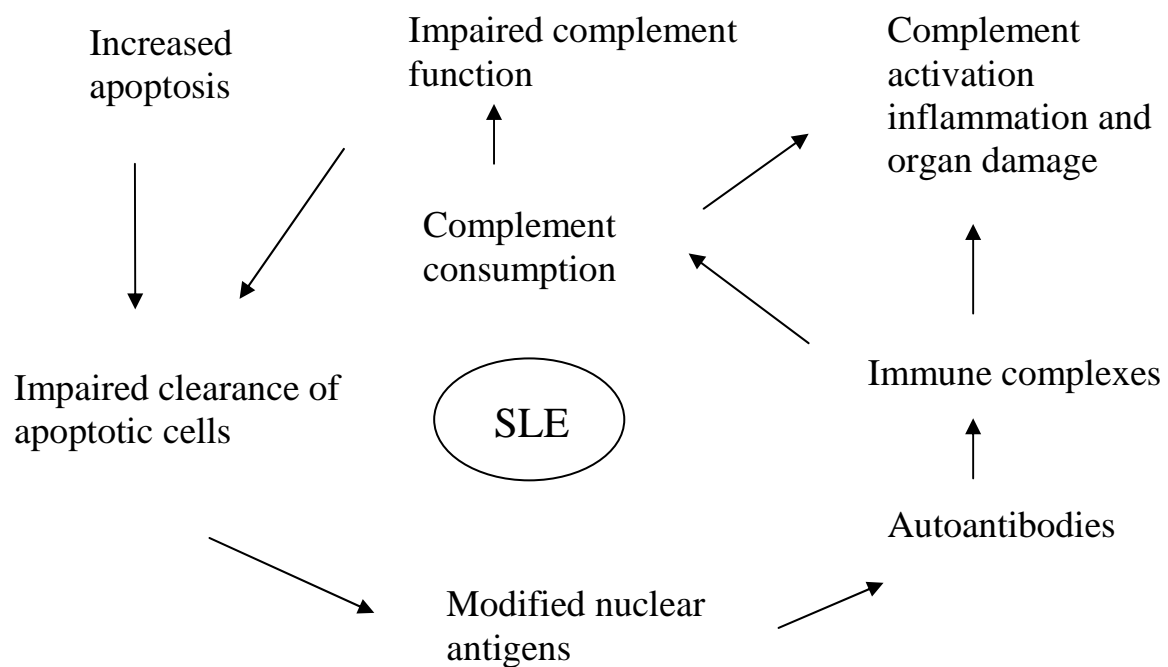 Increased
apoptosis
Impaired complement
function
Complement
activation
inflammation and
organ damage
Complement
consumption
Impaired clearance of
apoptotic cells
SLE
Immune complexes
Autoantibodies
Modified nuclear
antigens